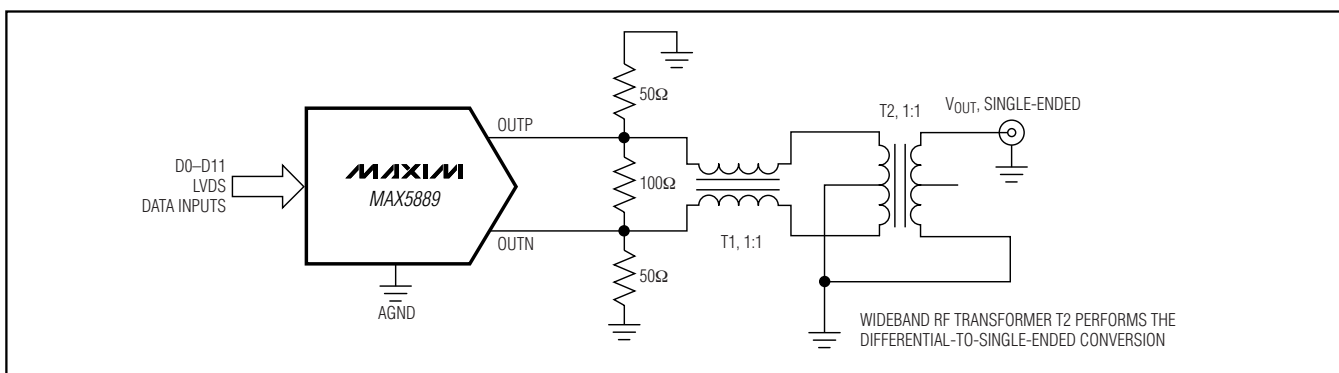 50Ω
T2, 1:1
VOUT, SINGLE-ENDED
OUTP
D0–D11
LVDS
DATA INPUTS
MAXIM
MAX5889
100Ω
OUTN
T1, 1:1
50Ω
AGND
WIDEBAND RF TRANSFORMER T2 PERFORMS THE
DIFFERENTIAL-TO-SINGLE-ENDED CONVERSION